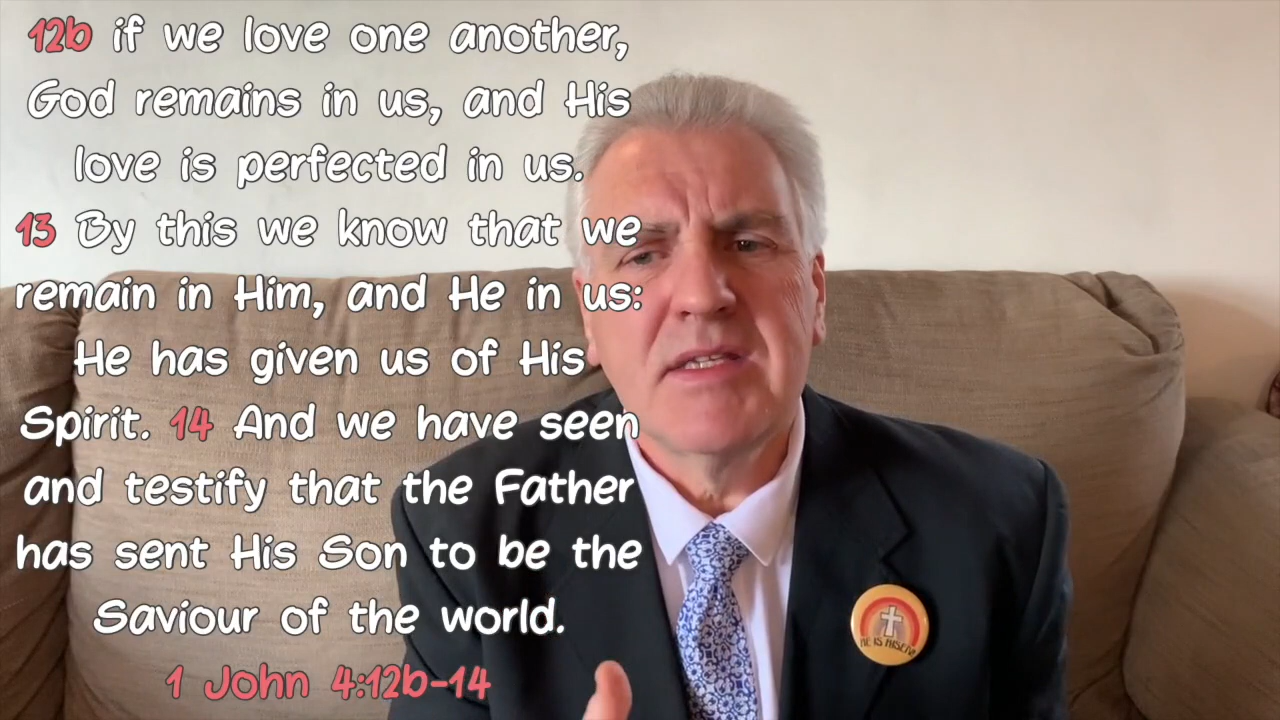 12b if we love one another,
God remains in us, and His
love is perfected in us.
13 By this we know that we
remain in Him, and He in us:
He has given us of His
Spirit. 14 And we have seen
and testify that the Father
has sent His Son to be the
Saviour of the world.
1 John 4:12b-14
HE IS RISEN